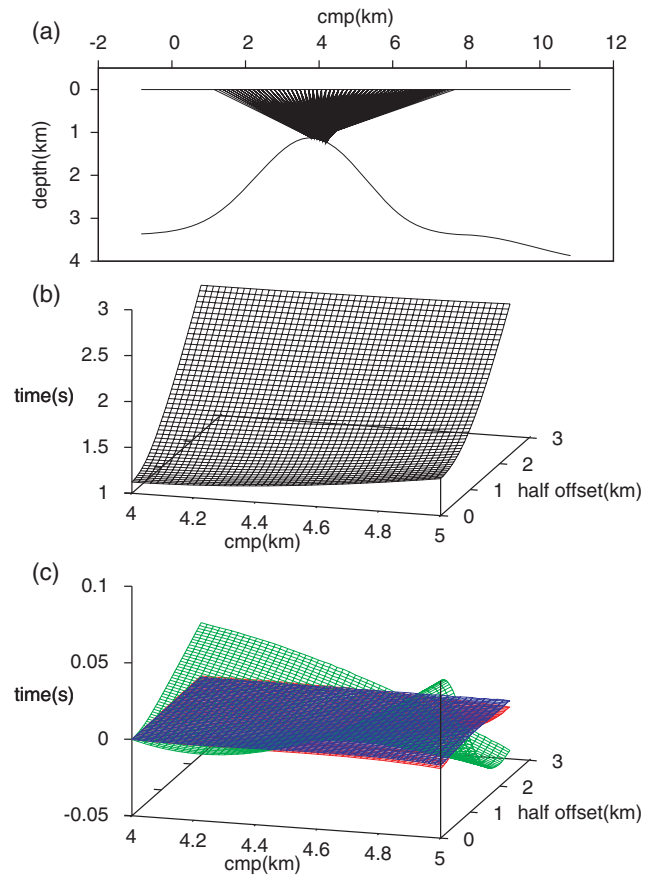 (a)
cmp(km)
-2 0 2 4 6 8 10 12
0
1
2
3
4
depth(km)
(b)
3
2.5
2
1.5
1
time(s)
4 4.2 4.4 4.6 4.8 5
cmp(km)
0 1 2 3
half offset(km)
(c)
0.1
0.05
0
-0.05
time(s)
4 4.2 4.4 4.6 4.8 5
cmp(km)
0 1 2 3
half offset(km)